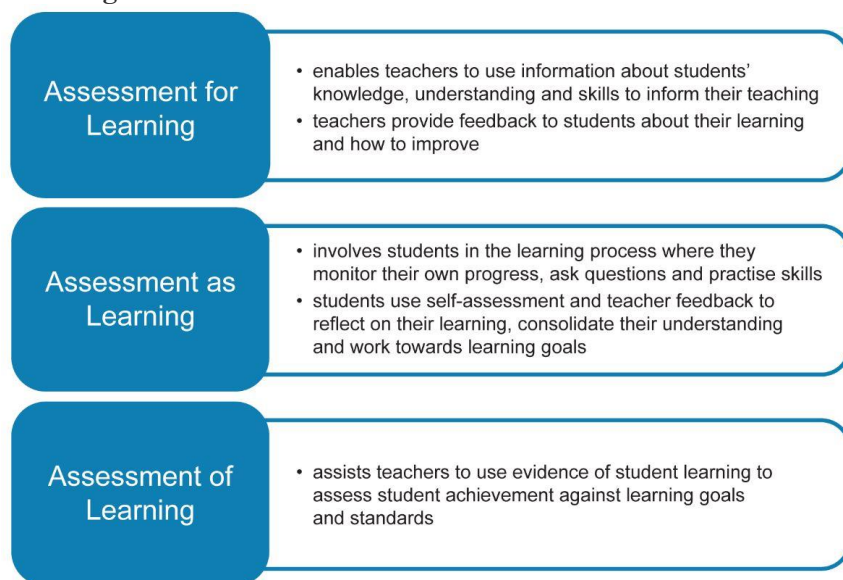 Assessment for
Learning
• enables teachers to use information about students’
knowledge, understanding and skills to inform their teaching
• teachers provide feedback to students about their learning
and how to improve
Assessment as
Learning
• involves students in the learning process where they
monitor their own progress, ask questions and practise skills
• students use self-assessment and teacher feedback to
reflect on their learning, consolidate their understanding
and work towards learning goals
Assessment of
Learning
• assists teachers to use evidence of student learning to
assess student achievement against learning goals
and standards